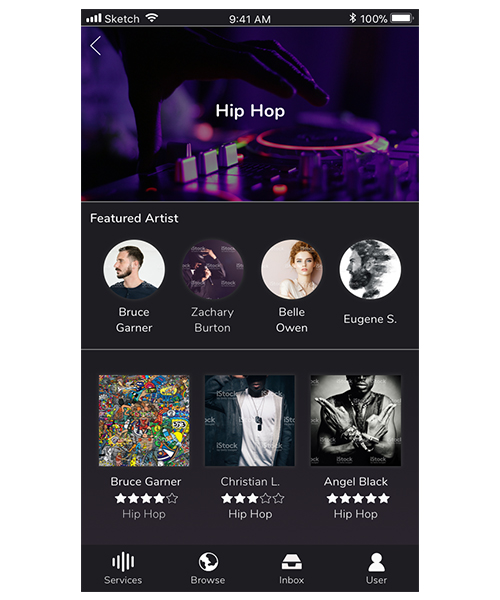 Sketch
9:41 AM
100%
Hip Hop
Featured Artist
Bruce
Garner
Zachary
Burton
Belle
Owen
Eugene S.
iStock
iStock
iStock
iStock
Bruce Garner
Christian L.
Angel Black
Hip Hop
Hip Hop
Hip Hop
Services
Browse
Inbox
User